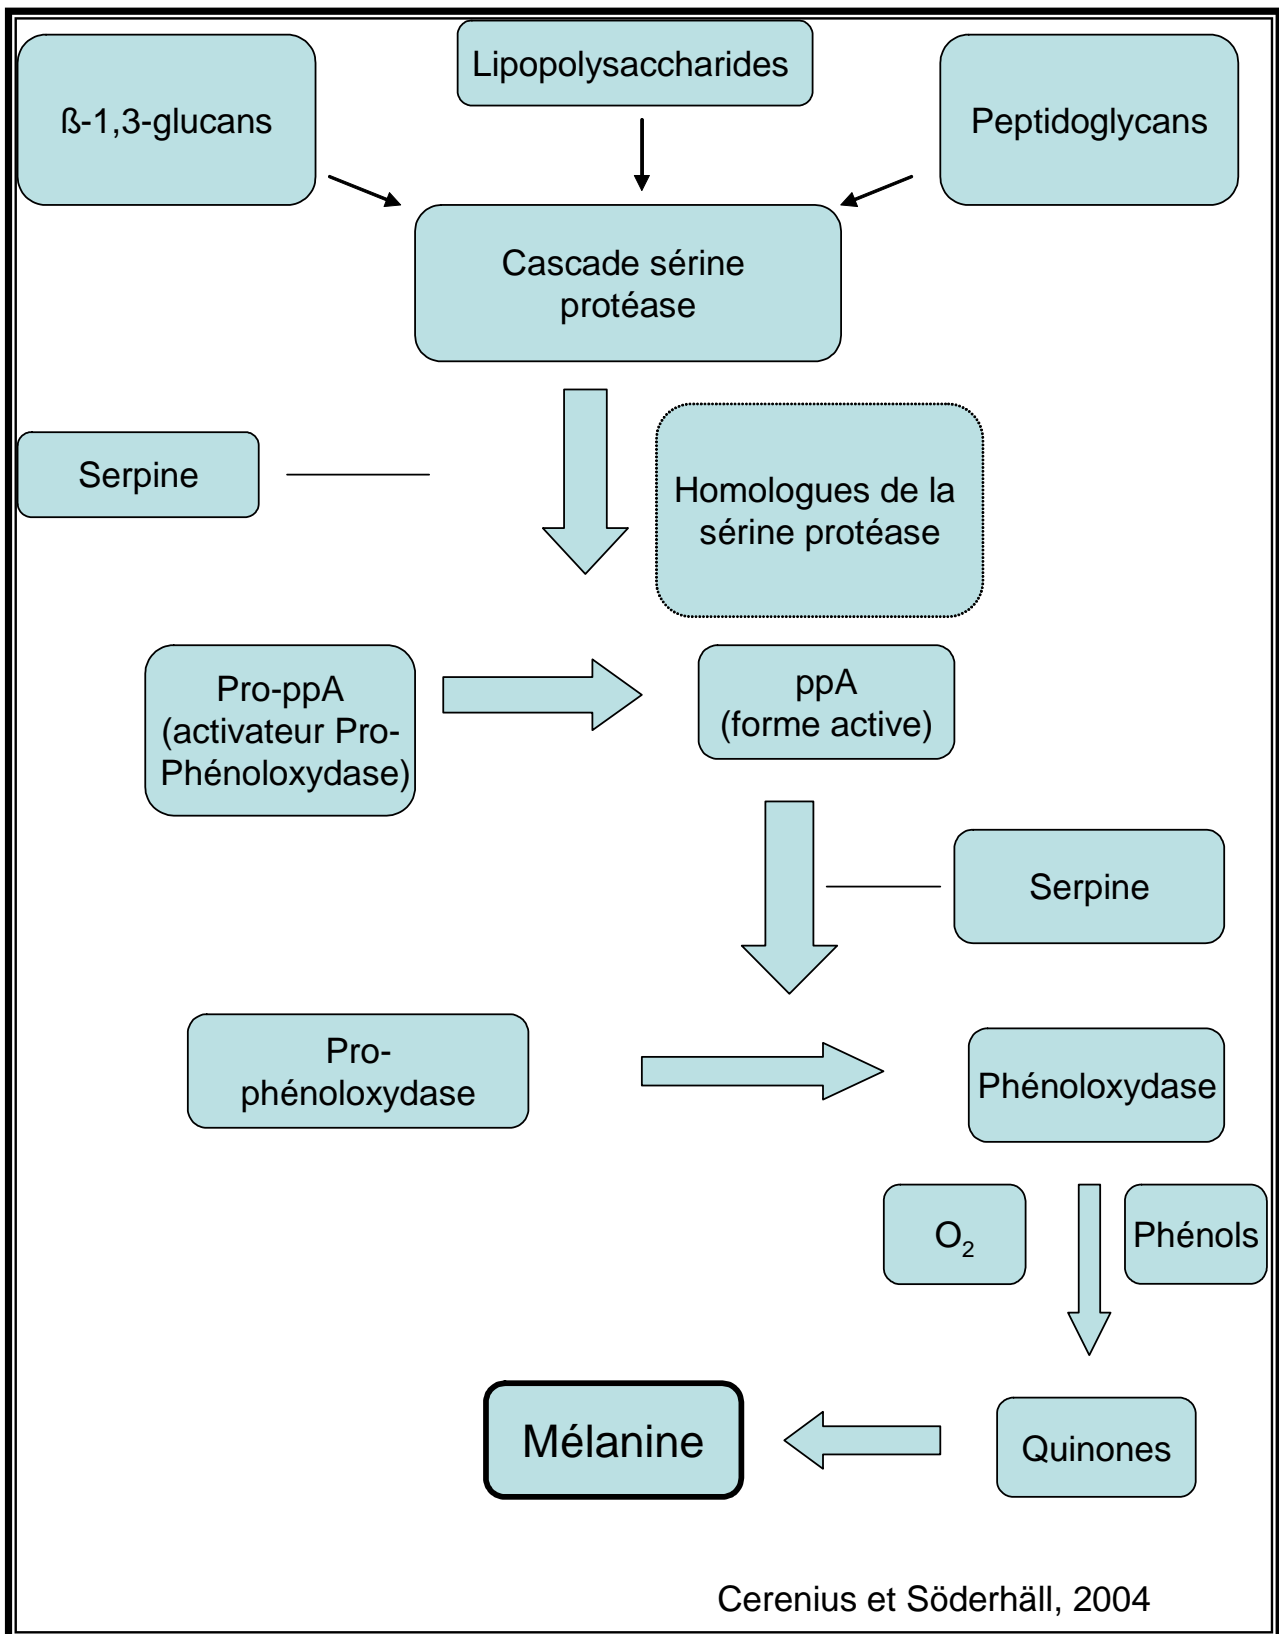 Lipopolysaccharides
ß-1,3-glucans
Peptidoglycans
Cascade sérine
protéase
Serpine
Homologues de la
sérine protéase
Pro-ppA
(activateur Pro-
Phénoloxydase)
ppA
(forme active)
Serpine
Pro-
phénoloxydase
Phénoloxydase
O₂
Phénols
Mélanine
Quinones
Cerenius et Söderhäll, 2004